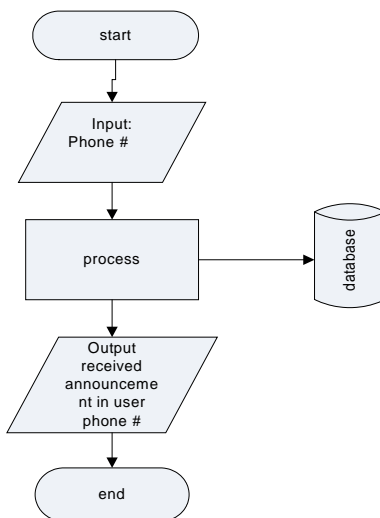 start
Input:
Phone #
process
database
Output
received
announceme
nt in user
phone #
end